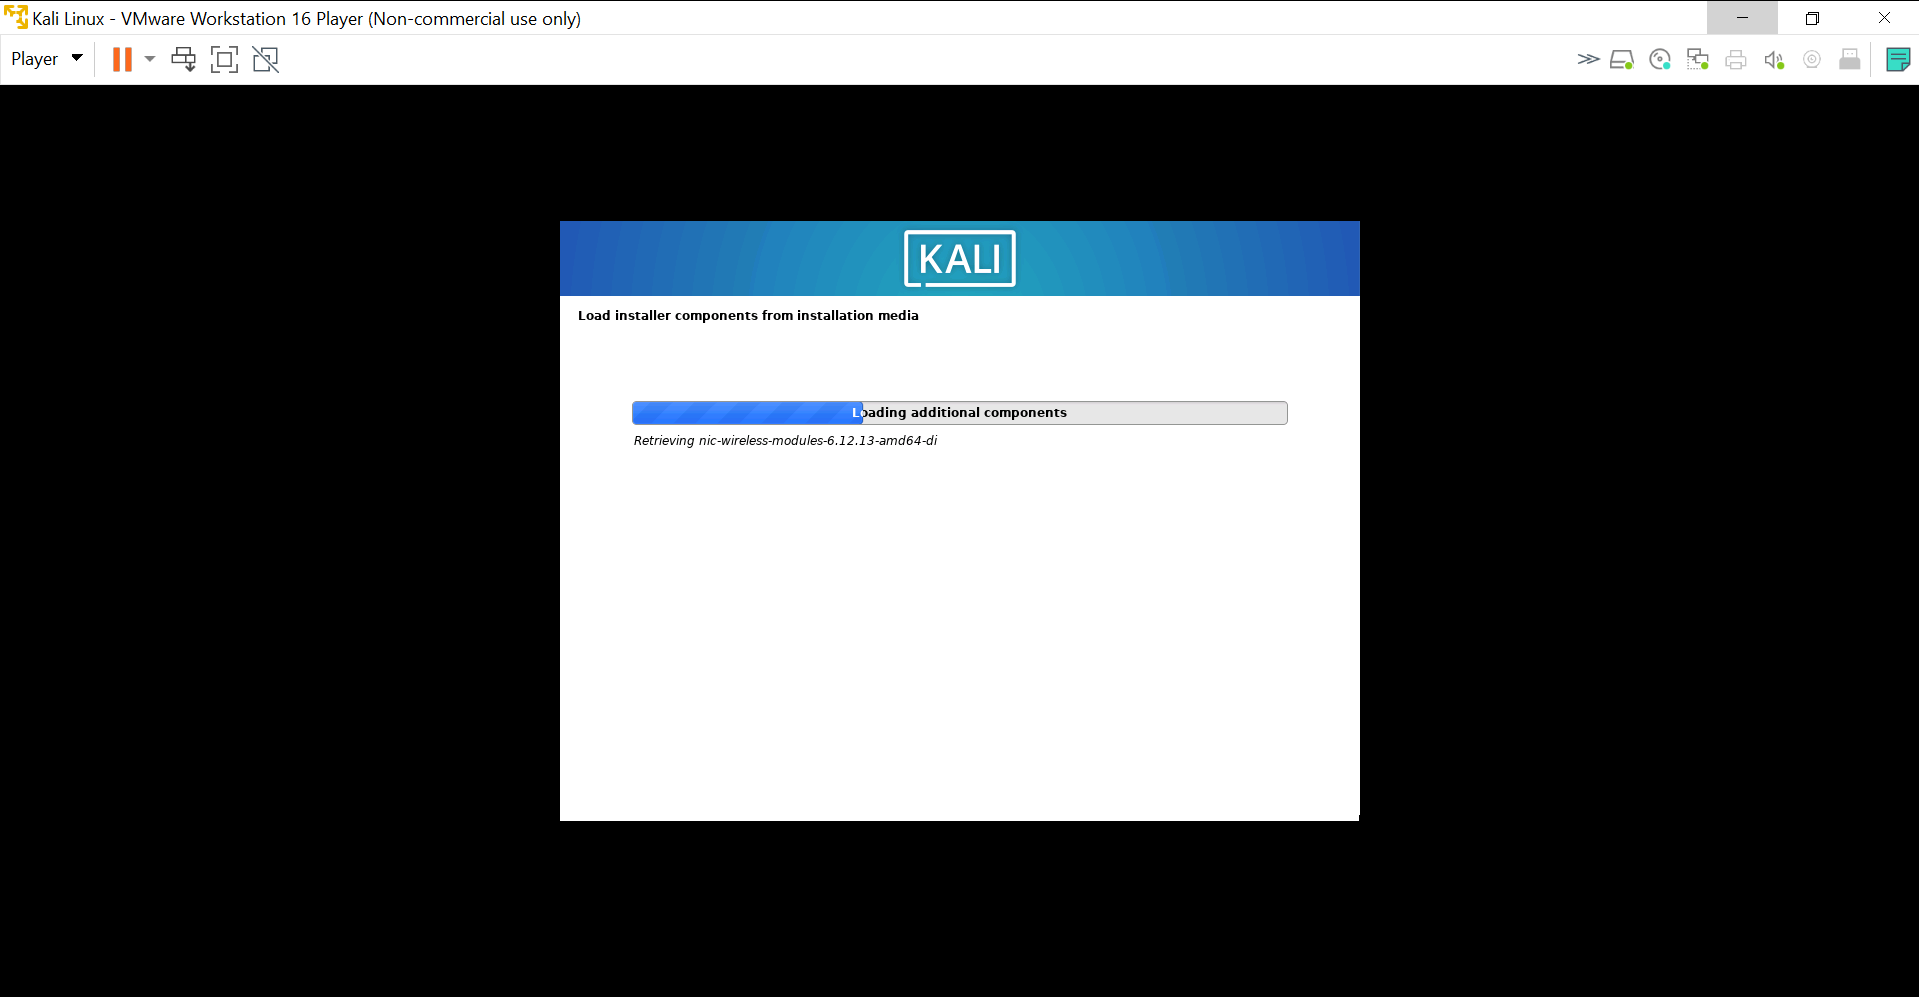 Kali Linux - VMware Workstation 16 Player (Non-commercial use only)
Player
KALI
Load installer components from installation media
Loading additional components
Retrieving nic-wireless-modules-6.12.13-amd64-di